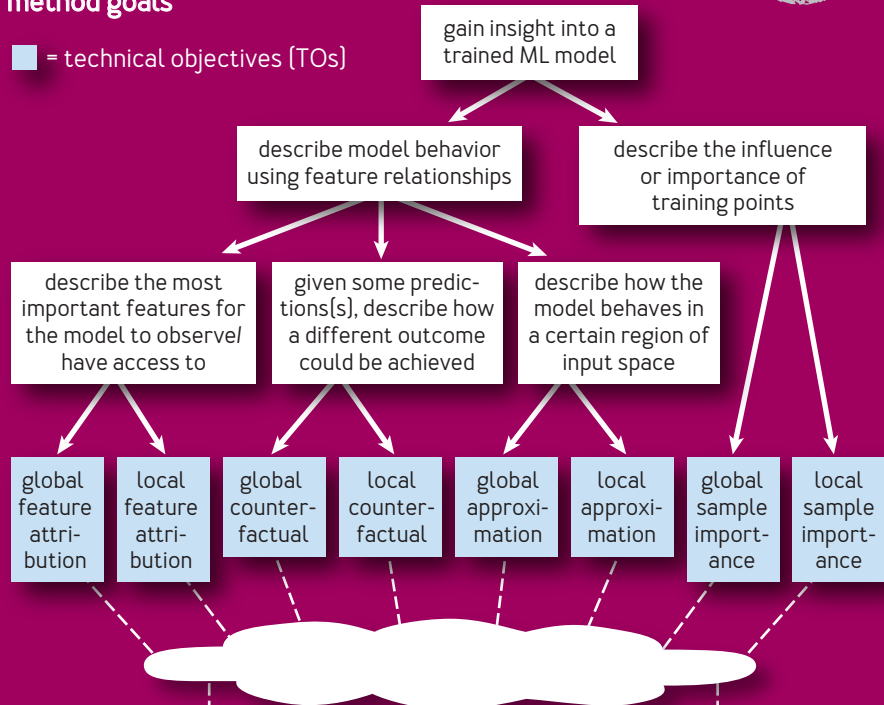 method goals
= technical objectives (TOs)
gain insight into a
trained ML model
describe model behavior
using feature relationships
describe the influence
or importance of
training points
describe the most
important features for
the model to observe/
have access to
given some predic-
tions(s), describe how
a different outcome
could be achieved
describe how the
model behaves in
a certain region of
input space
global
feature
attri-
bution
local
feature
attri-
bution
global
counter-
factual
local
counter-
factual
global
approxi-
mation
local
approxi-
mation
global
sample
import-
ance
local
sample
import-
ance